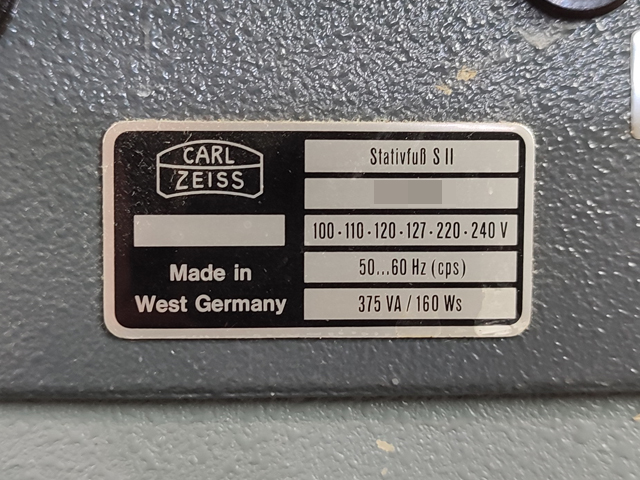 CARL
ZEISS
Made in
West Germany
Stativfuß S II
100-110-120-127-220-240 V
50...60 Hz (cps)
375 VA / 160 Ws